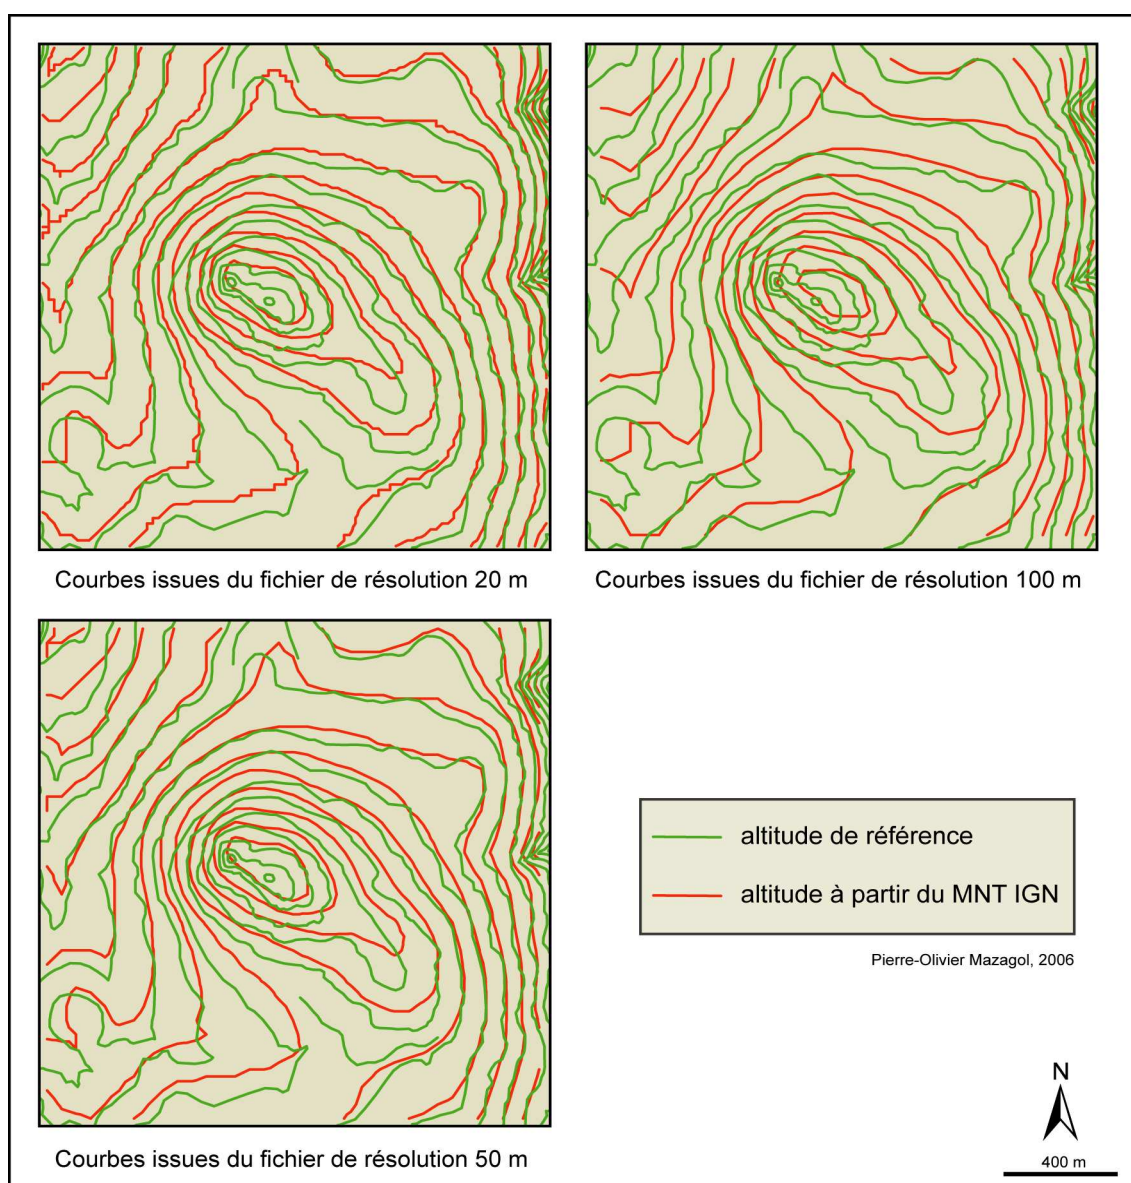 Courbes issues du fichier de résolution 20 m
Courbes issues du fichier de résolution 100 m
Courbes issues du fichier de résolution 50 m
altitude de référence
altitude à partir du MNT IGN
Pierre-Olivier Mazagol, 2006
N
400 m